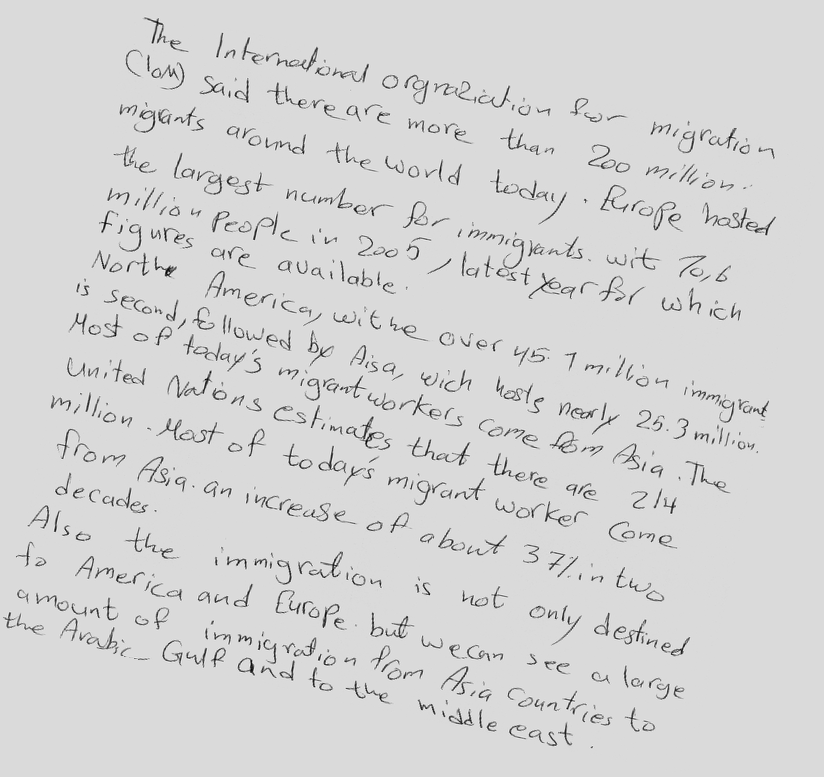 The International orgnaziation for migration
(IoM) said there are more than 200 million.
migrants around the world today. Europe hosted
the largest number for immigrants. wit 70,6
million People in 2005, latest year for which
figures are available.
North America, withe over 45.1 million immigrant
is second, followed by Aisa, wich hosts nearly 25.3 million.
Most of today's migrant workers come from Asia. The
United Nations estimates that there are 214
million. Most of today's migrant worker Come
from Asia. an increase of about 37% in two
decades.
Also the immigration is not only destined
to America and Europe. but we can see a large
amount of immigration from Asia Countries to
the Arabic_Gulf and to the middle east.